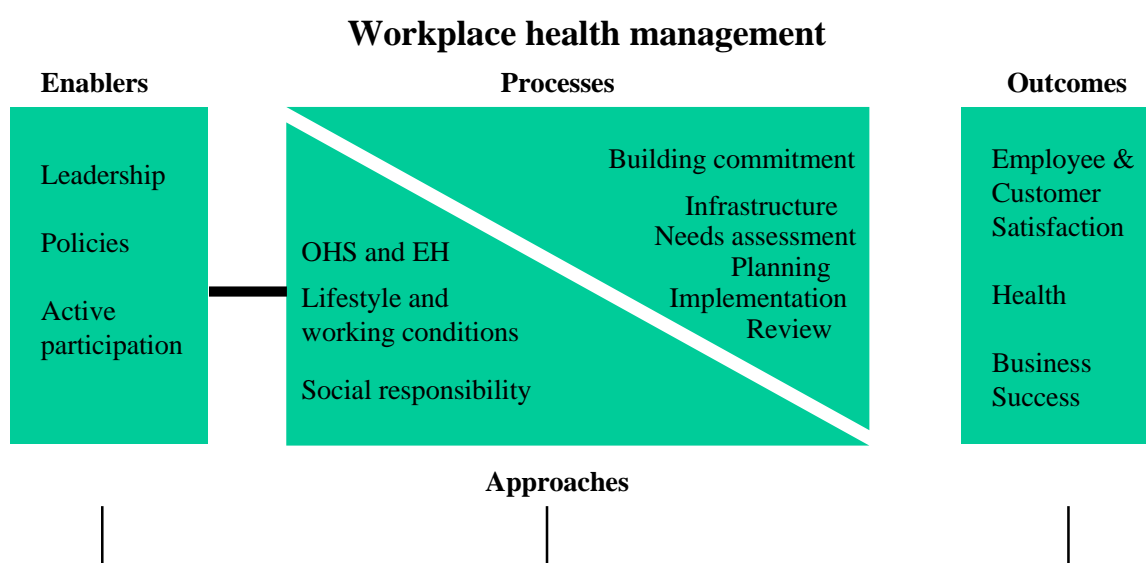 Workplace health management
Enablers
Processes
Outcomes
Leadership
Policies
Active
participation
OHS and EH
Lifestyle and
working conditions
Social responsibility
Building commitment
Infrastructure
Needs assessment
Planning
Implementation
Review
Employee &
Customer
Satisfaction
Health
Business
Success
Approaches